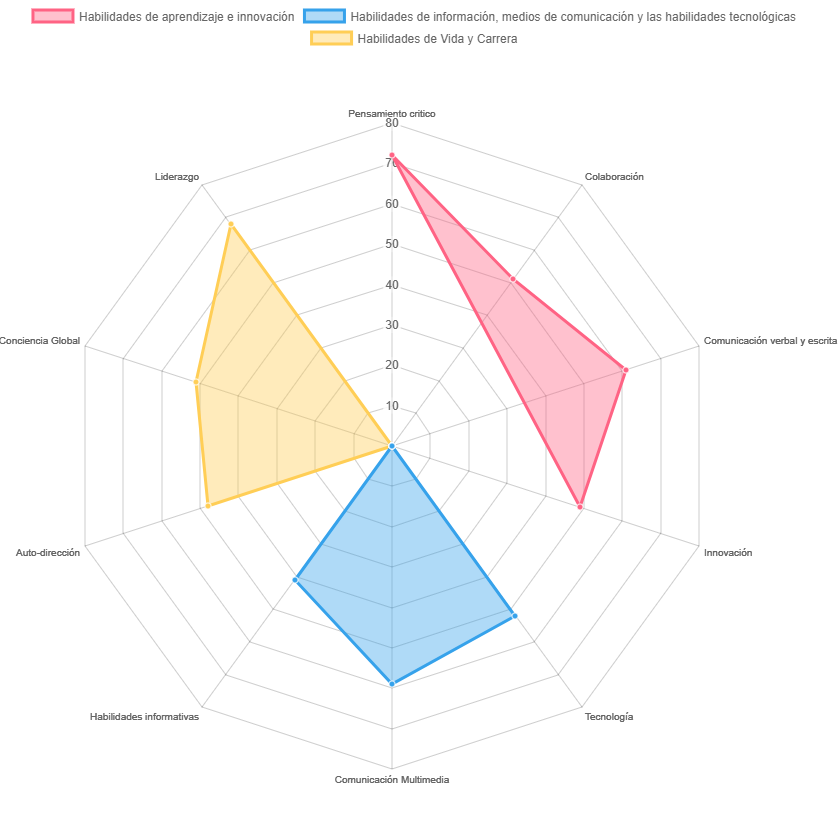 Habilidades de aprendizaje e innovación
Habilidades de información, medios de comunicación y las habilidades tecnológicas
Habilidades de Vida y Carrera
Pensamiento critico
80
70
60
50
40
30
20
10
Liderazgo
Colaboración
Conciencia Global
Comunicación verbal y escrita
Auto-dirección
Innovación
Habilidades informativas
Tecnología
Comunicación Multimedia